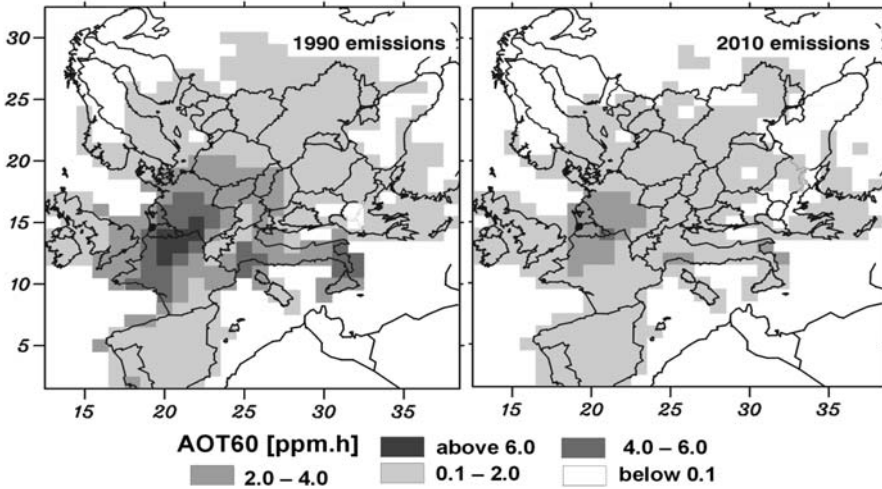 1990 emissions
2010 emissions
30
25
20
15
10
5
15 20 25 30 35
15 20 25 30 35
AOT60 [ppm.h]
above 6.0
4.0 – 6.0
2.0 – 4.0
0.1 – 2.0
below 0.1